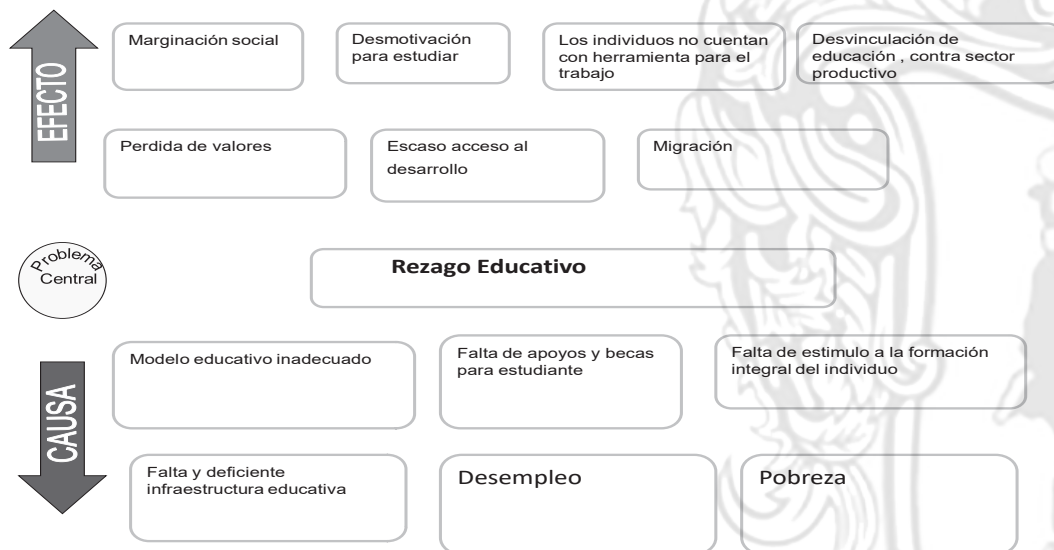 EFECTO
Marginación social
Desmotivación
para estudiar
Los individuos no cuentan
con herramienta para el
trabajo
Desvinculación de
educación , contra sector
productivo
Perdida de valores
Escaso acceso al
desarrollo
Migración
Problema
Central
Rezago Educativo
CAUSA
Modelo educativo inadecuado
Falta de apoyos y becas
para estudiante
Falta de estimulo a la formación
integral del individuo
Falta y deficiente
infraestructura educativa
Desempleo
Pobreza